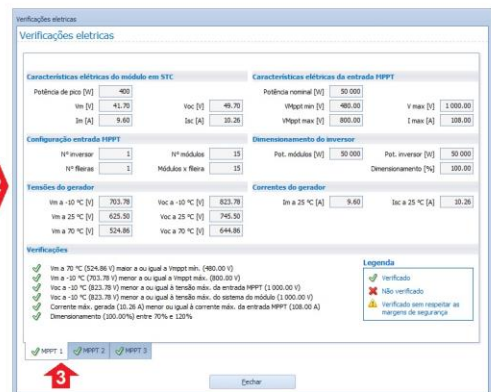 Verificações eletricas
Verificações eletricas
Características elétricas do módulo em STC
Potência de pico [W] 400
Vm [V] 41.70 Voc [V] 49.70
Im [A] 9.60 Isc [A] 10.26
Características elétricas da entrada MPPT
Potência nominal [W] 50 000
VMppt min [V] 480.00 V max [V] 1 000.00
VMppt max [V] 800.00 I max [A] 108.00
Configuração entrada MPPT
Nº inversor 1 Nº módulos 15
Nº fileiras 1 Módulos x fileira 15
Dimensionamento do inversor
Pot. módulos [W] 50 000 Pot. inversor [W] 50 000
Dimensionamento [%] 100.00
Tensões do gerador
Vm a -10 °C [V] 703.78 Voc a -10 °C [V] 823.78
Vm a 25 °C [V] 625.50 Voc a 25 °C [V] 745.50
Vm a 70 °C [V] 524.86 Voc a 70 °C [V] 644.86
Correntes do gerador
Im a 25 °C [A] 9.60 Isc a 25 °C [A] 10.26
Verificações
Vm a 70 °C (524.86 V) maior a ou igual a Vmppt mín. (480.00 V)
Vm a -10 °C (703.78 V) menor a ou igual a Vmppt máx. (800.00 V)
Voc a -10 °C (823.78 V) menor a ou igual à tensão máx. da entrada MPPT (1 000.00 V)
Voc a -10 °C (823.78 V) menor a ou igual à tensão máx. do sistema do módulo (1 000.00 V)
Corrente máx. gerada (10.26 A) menor ou igual à corrente máx. da entrada MPPT (108.00 A)
Dimensionamento (100.00%) entre 70% e 120%
Legenda
Verificado
Não verificado
Verificado sem respeitar as
margens de segurança
MPPT 1 MPPT 2 MPPT 3
3
Fechar